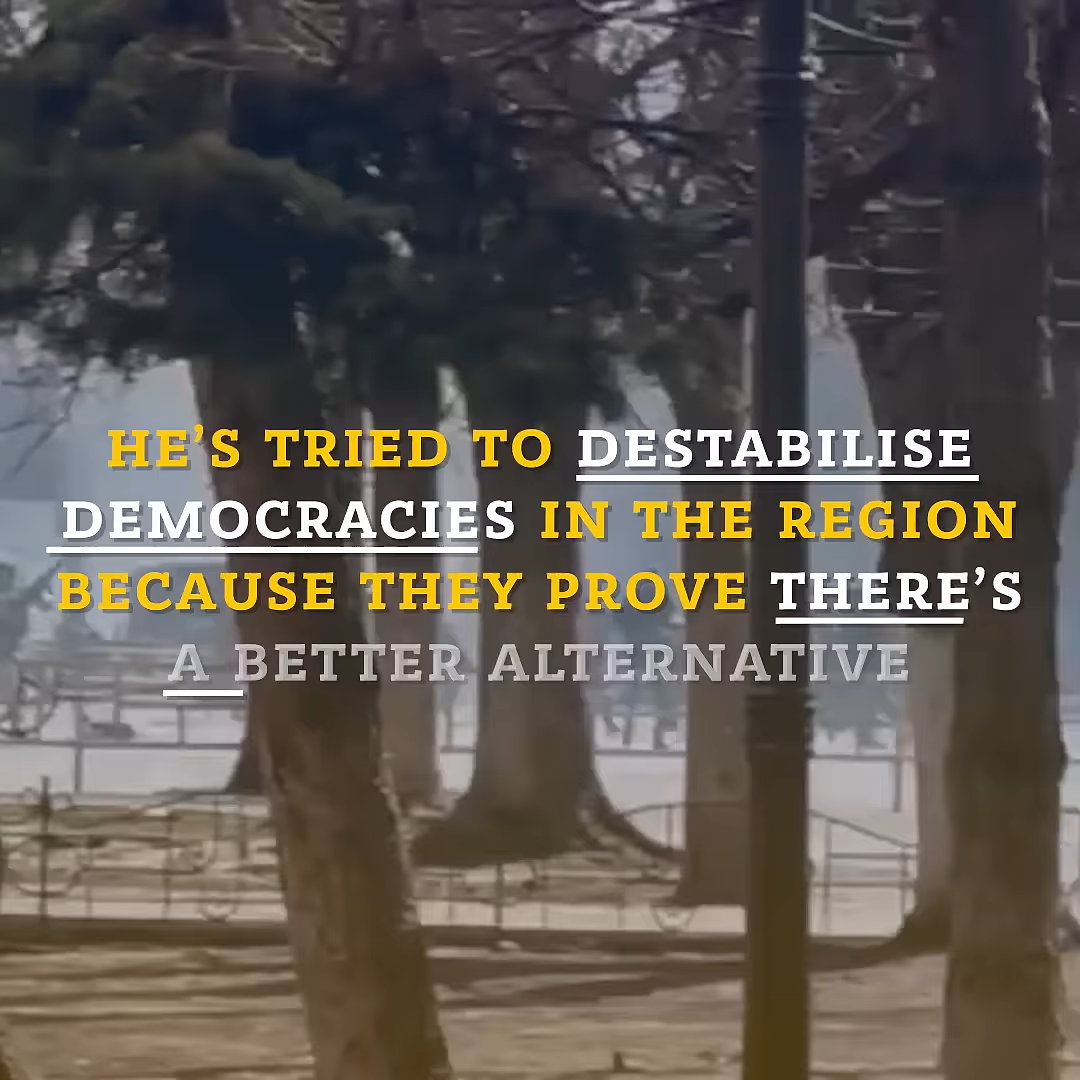 HE’S TRIED TO DESTABILISE
DEMOCRACIES IN THE REGION
BECAUSE THEY PROVE THERE’S
A BETTER ALTERNATIVE